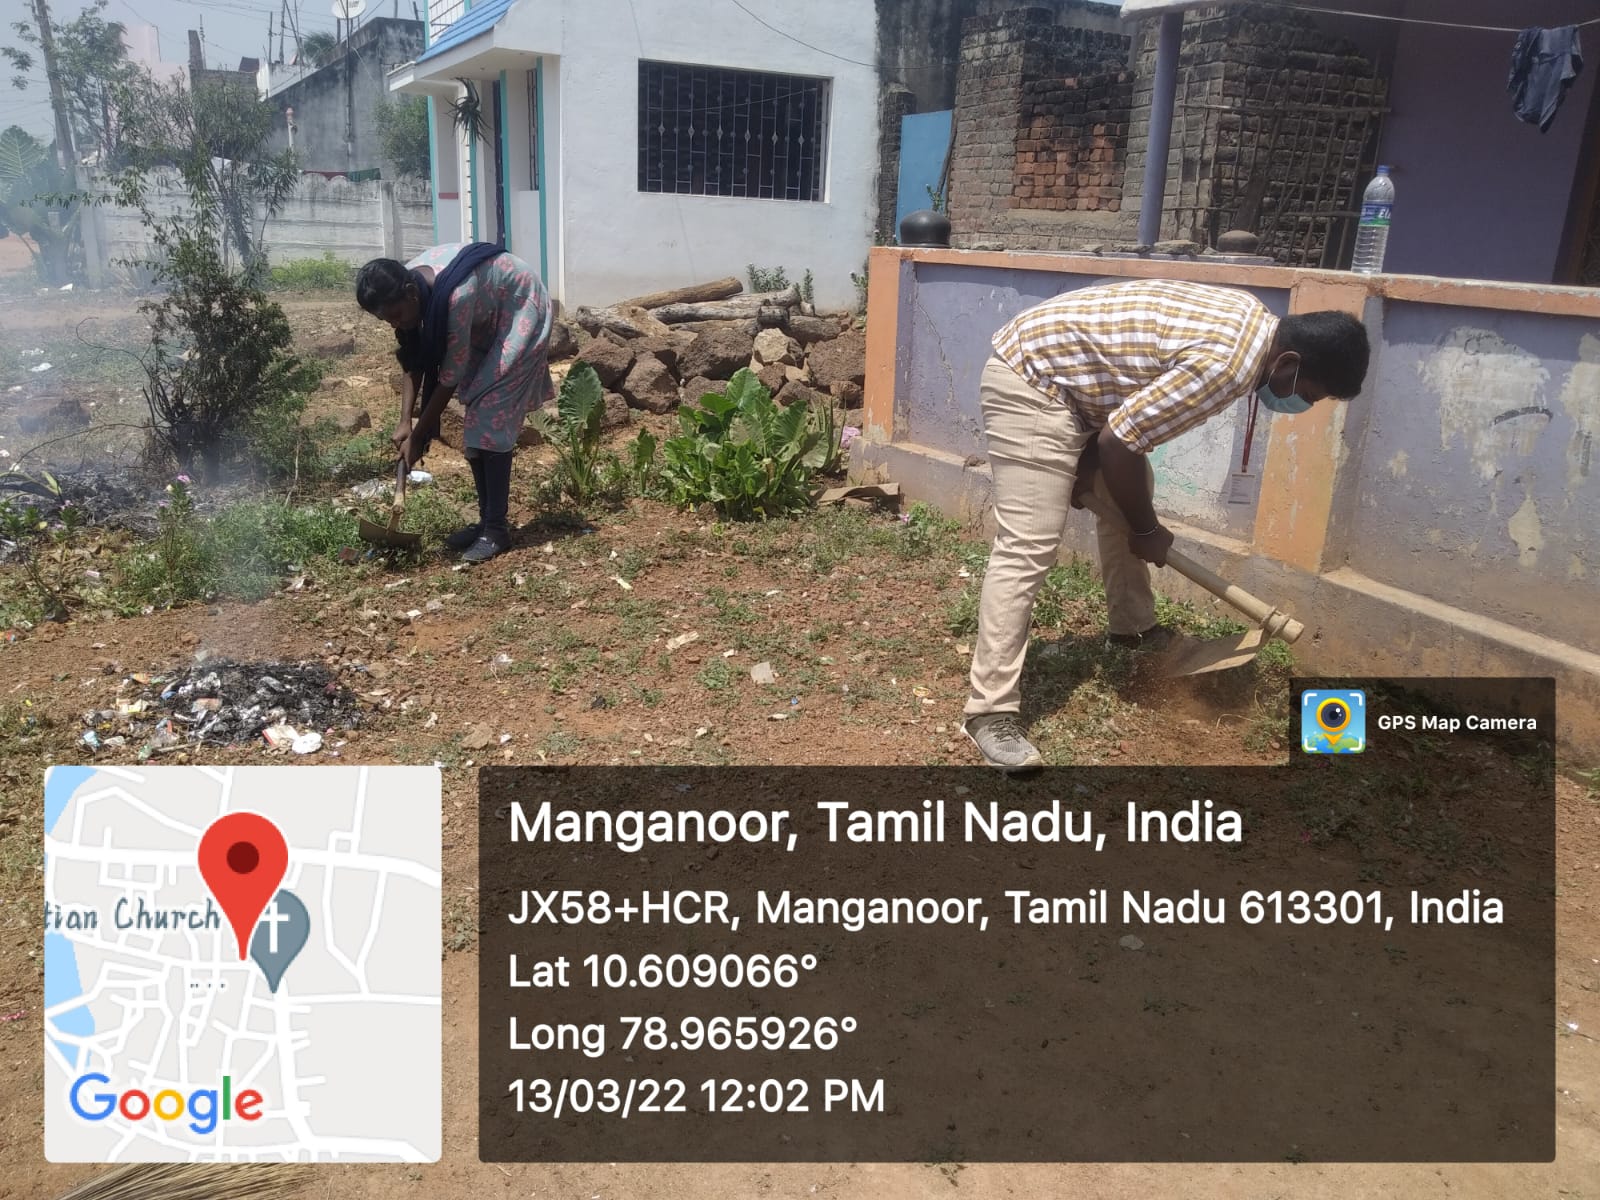 GPS Map Camera
Manganoor, Tamil Nadu, India
JX58+HCR, Manganoor, Tamil Nadu 613301, India
Lat 10.609066°
Long 78.965926°
13/03/22 12:02 PM
tian Church
Google